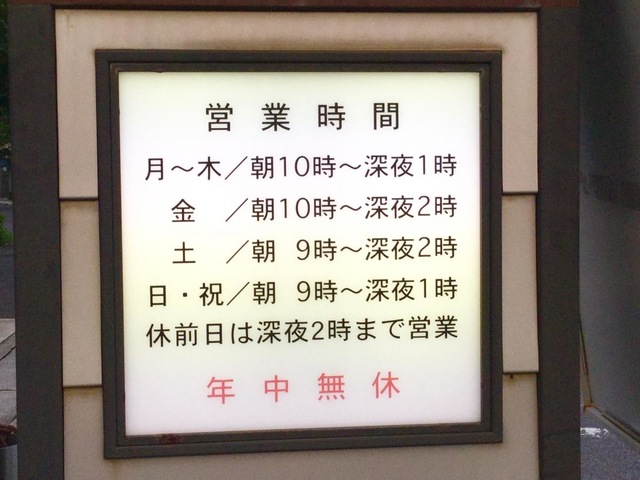 営業時間
月〜木／朝10時〜深夜1時
金　／朝10時〜深夜2時
土　／朝 9時〜深夜2時
日・祝／朝 9時〜深夜1時
休前日は深夜2時まで営業
年中無休